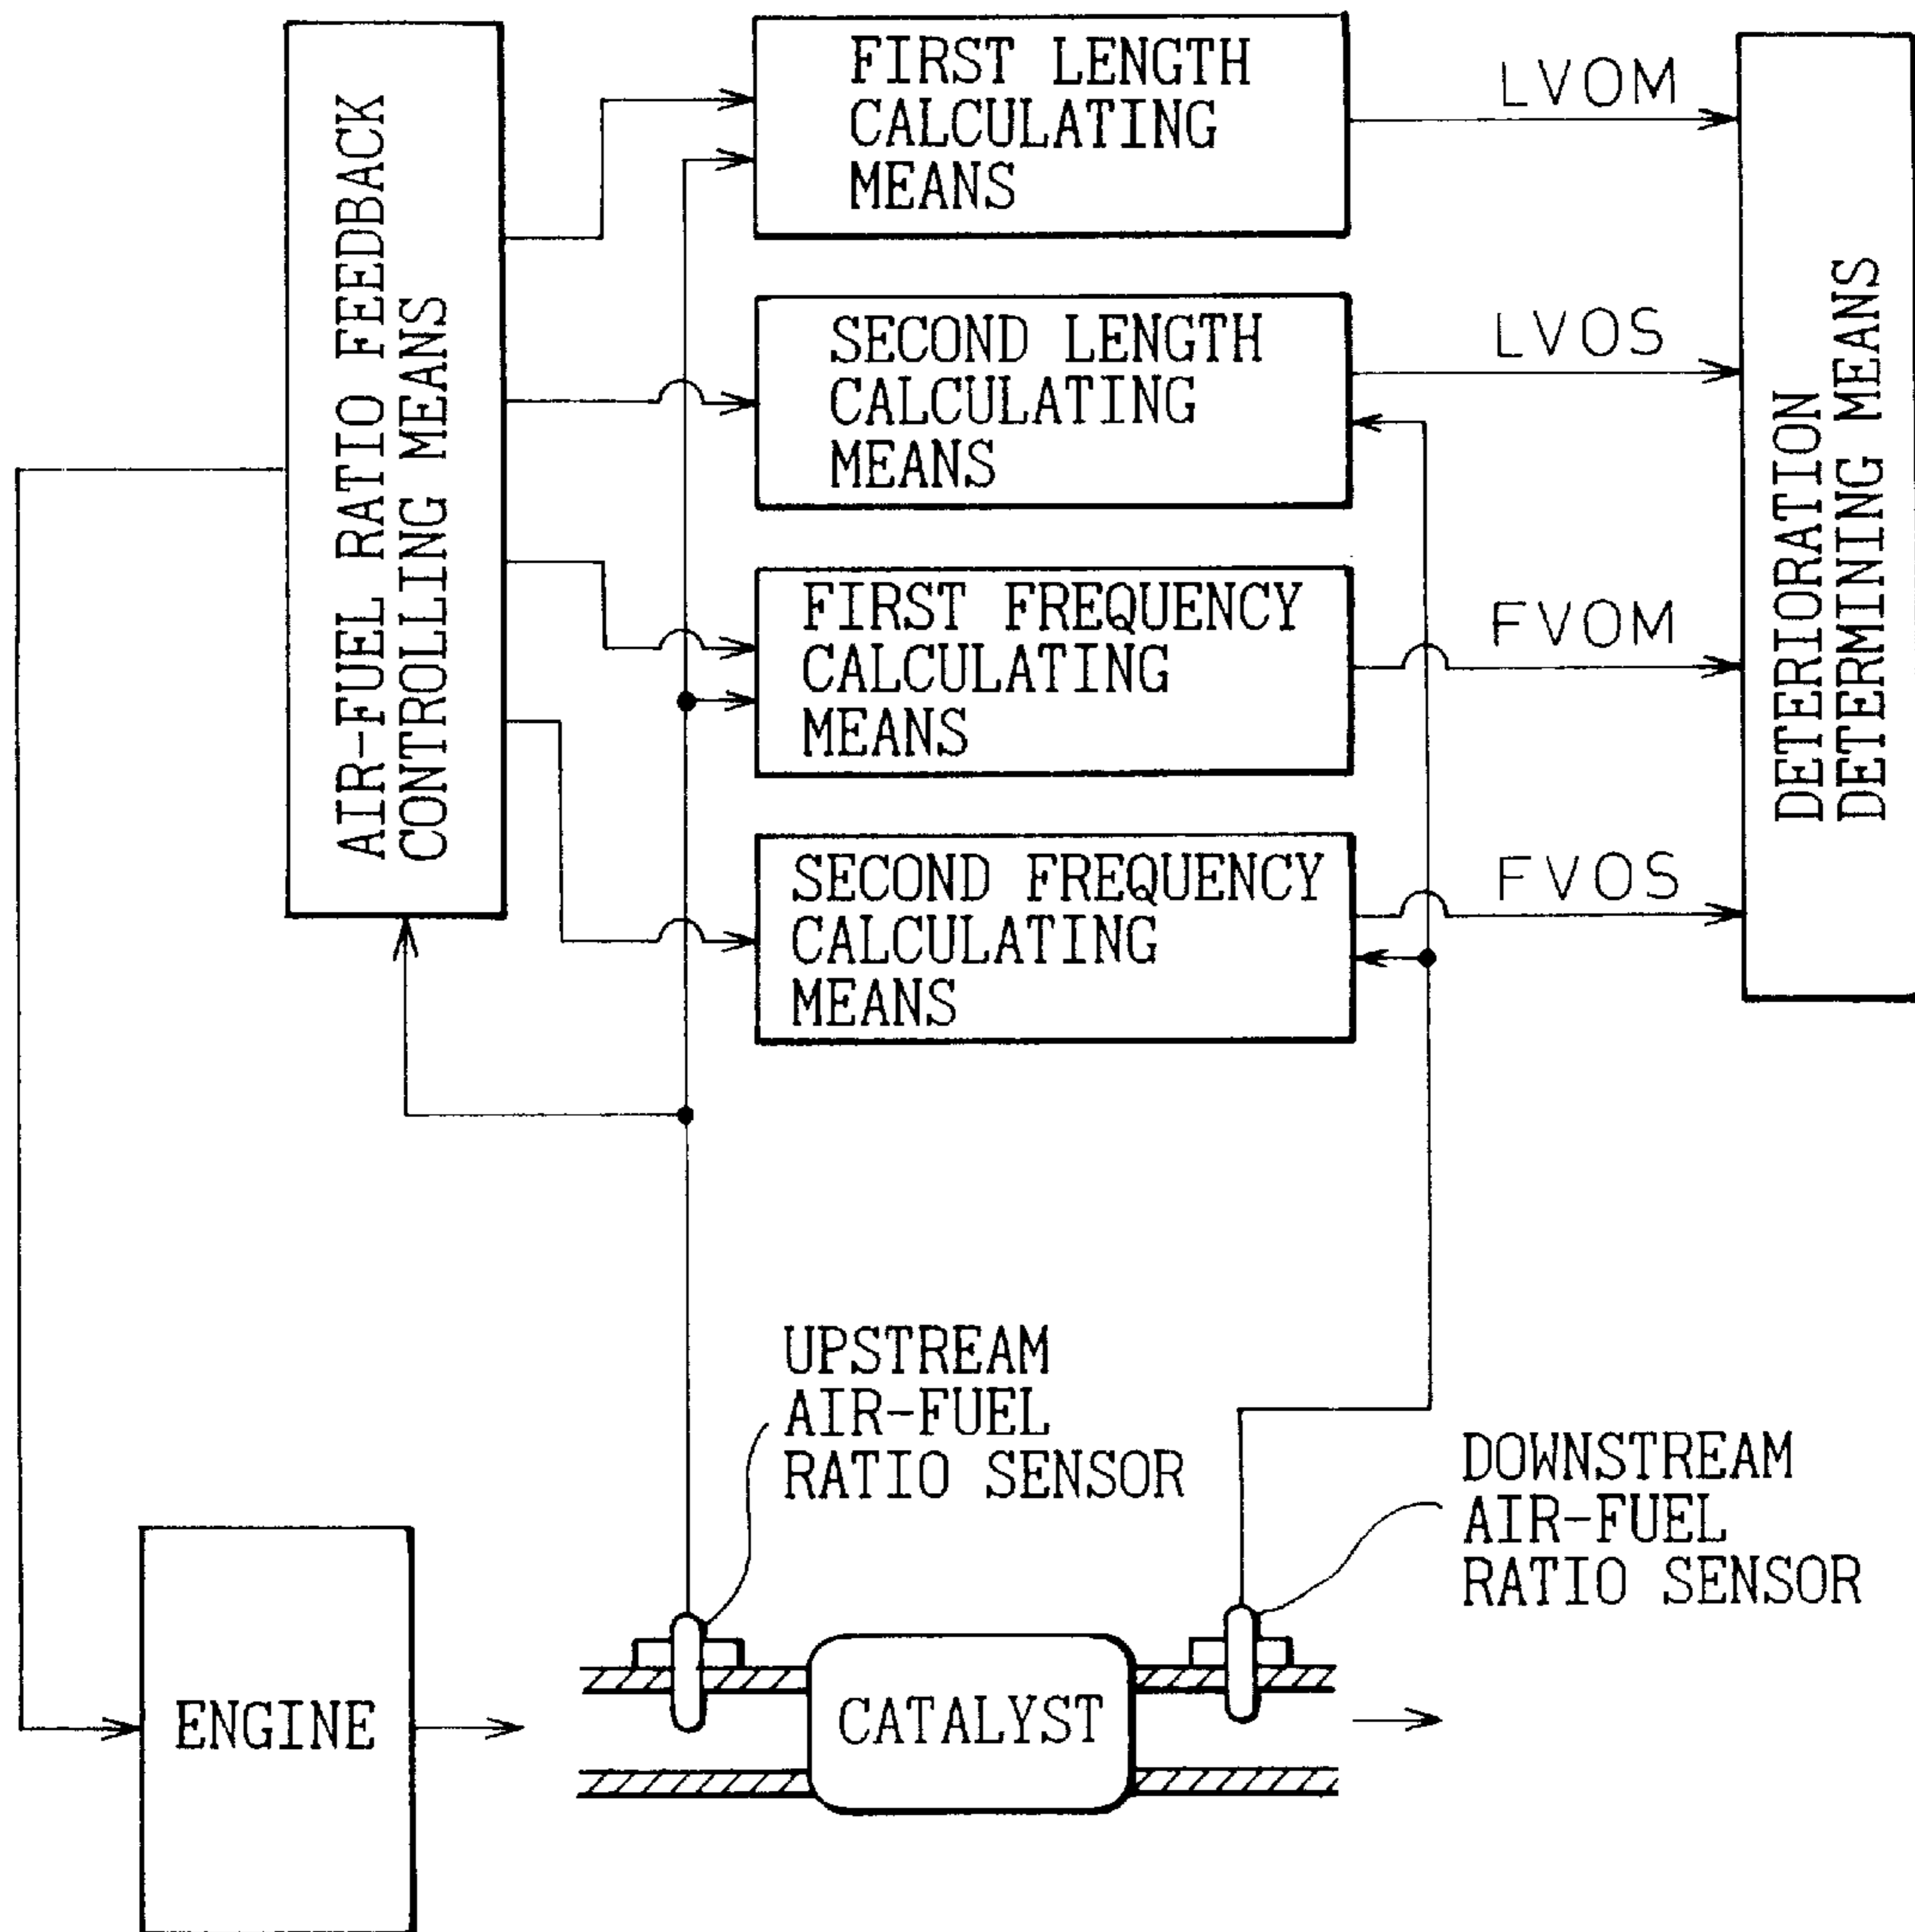 AIR-FUEL RATIO FEEDBACK
CONTROLLING MEANS
FIRST LENGTH
CALCULATING
MEANS
LVOM
SECOND LENGTH
CALCULATING
MEANS
LVOS
FIRST FREQUENCY
CALCULATING
MEANS
FVOM
SECOND FREQUENCY
CALCULATING
MEANS
FVOS
DETERIORATION
DETERMINING MEANS
UPSTREAM
AIR-FUEL
RATIO SENSOR
DOWNSTREAM
AIR-FUEL
RATIO SENSOR
ENGINE
CATALYST